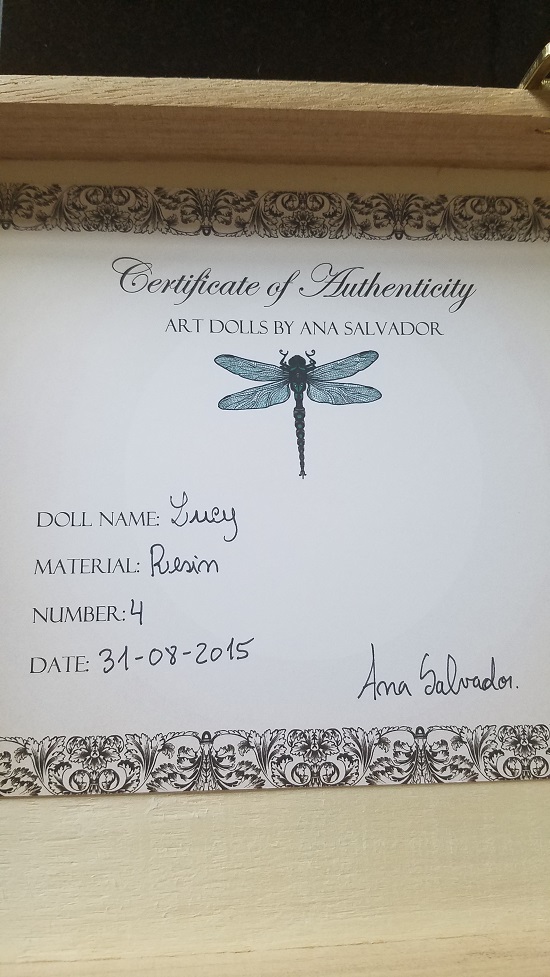 Certificate of Authenticity
ART DOLLS BY ANA SALVADOR
DOLL NAME: Lucy
MATERIAL: Resin
NUMBER: 4
DATE: 31-08-2015
Ana Salvador.